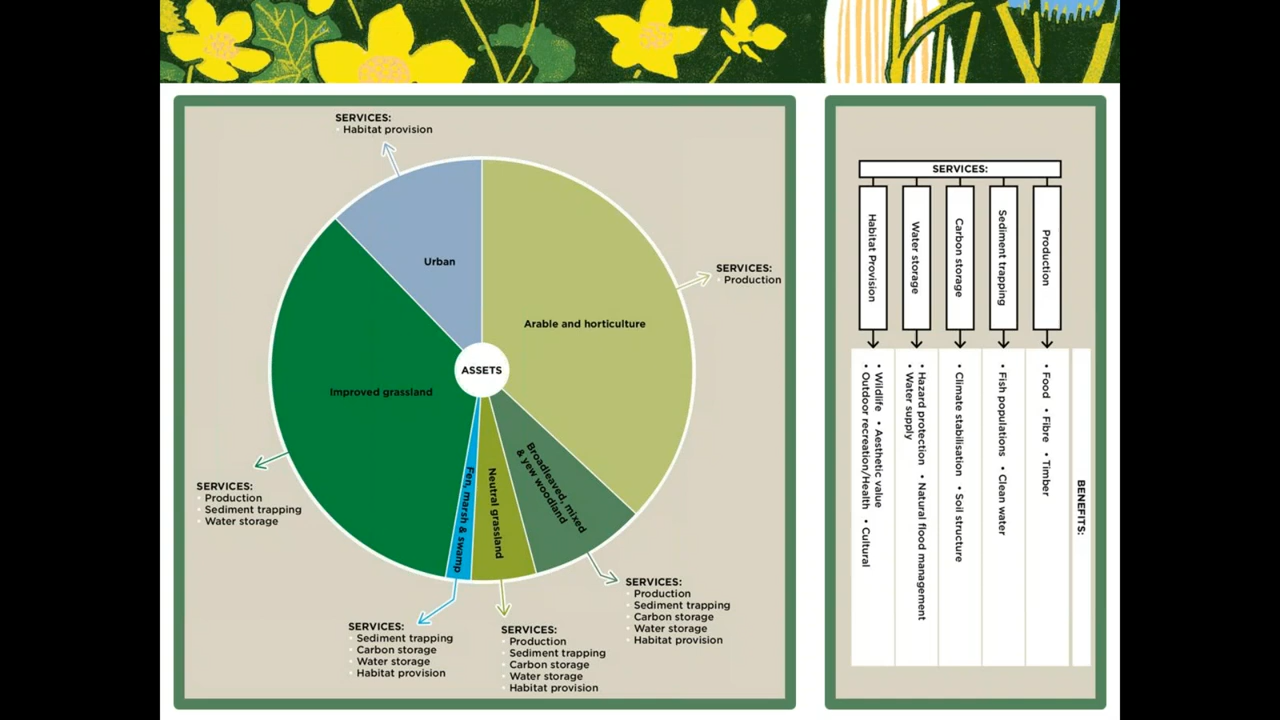 SERVICES:
Habitat provision
Urban
SERVICES:
Production
Arable and horticulture
ASSETS
Improved grassland
Broadleaved, mixed
& yew woodland
Neutral grassland
Fen, marsh & swamp
SERVICES:
Production
Sediment trapping
Water storage
SERVICES:
Sediment trapping
Carbon storage
Water storage
Habitat provision
SERVICES:
Production
Sediment trapping
Carbon storage
Water storage
Habitat provision
SERVICES:
Production
Sediment trapping
Carbon storage
Water storage
Habitat provision
SERVICES:
Habitat Provision
Water storage
Carbon storage
Sediment trapping
Production
BENEFITS:
• Food • Fibre • Timber
• Fish populations • Clean water
• Climate stabilisation • Soil structure
• Hazard protection • Natural flood management
• Water supply
• Wildlife • Aesthetic value
• Outdoor recreation/Health • Cultural